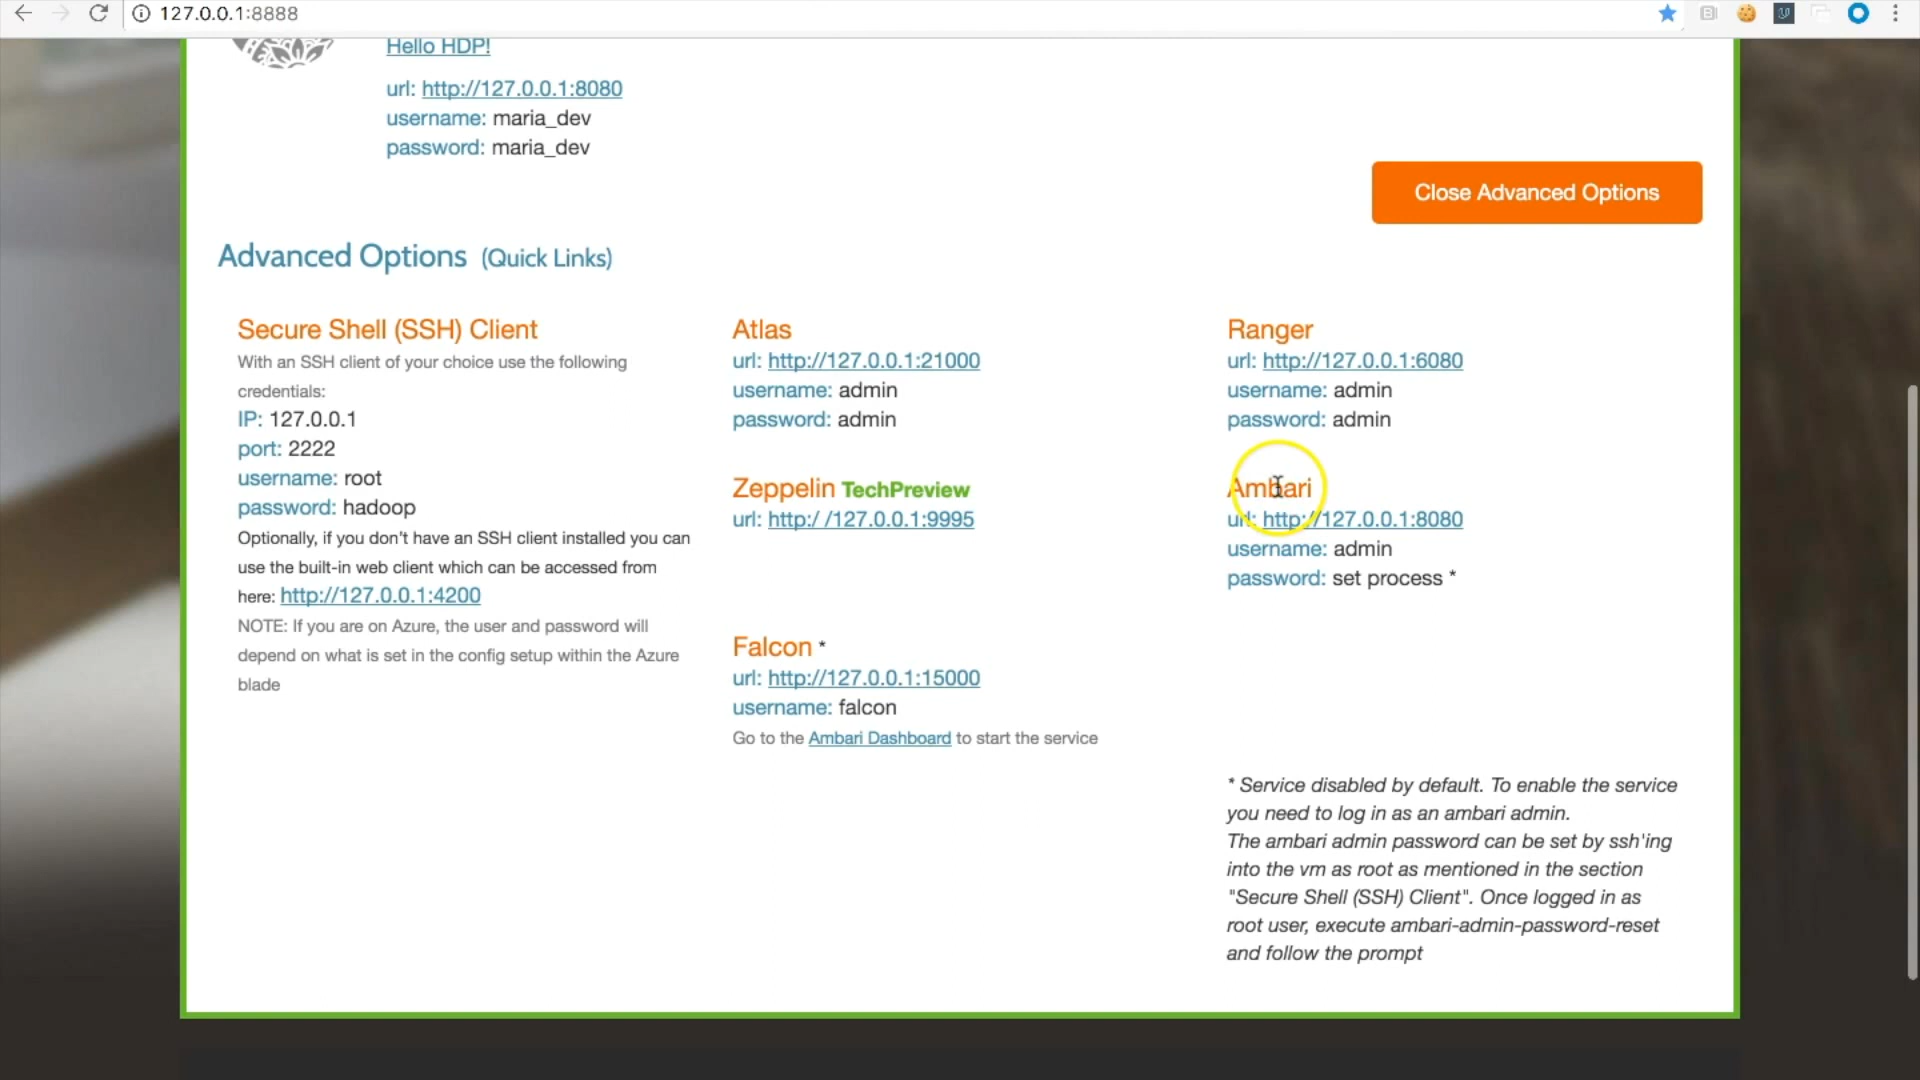 127.0.0.1:8888
Hello HDP!
url: http://127.0.0.1:8080
username: maria_dev
password: maria_dev
Close Advanced Options
Advanced Options (Quick Links)
Secure Shell (SSH) Client
With an SSH client of your choice use the following
credentials:
IP: 127.0.0.1
port: 2222
username: root
password: hadoop
Optionally, if you don't have an SSH client installed you can
use the built-in web client which can be accessed from
here: http://127.0.0.1:4200
NOTE: If you are on Azure, the user and password will
depend on what is set in the config setup within the Azure
blade
Atlas
url: http://127.0.0.1:21000
username: admin
password: admin
Zeppelin TechPreview
url: http:/ /127.0.0.1:9995
Falcon *
url: http://127.0.0.1:15000
username: falcon
Go to the Ambari Dashboard to start the service
Ranger
url: http://127.0.0.1:6080
username: admin
password: admin
Ambari
url: http://127.0.0.1:8080
username: admin
password: set process *
* Service disabled by default. To enable the service
you need to log in as an ambari admin.
The ambari admin password can be set by ssh'ing
into the vm as root as mentioned in the section
"Secure Shell (SSH) Client". Once logged in as
root user, execute ambari-admin-password-reset
and follow the prompt